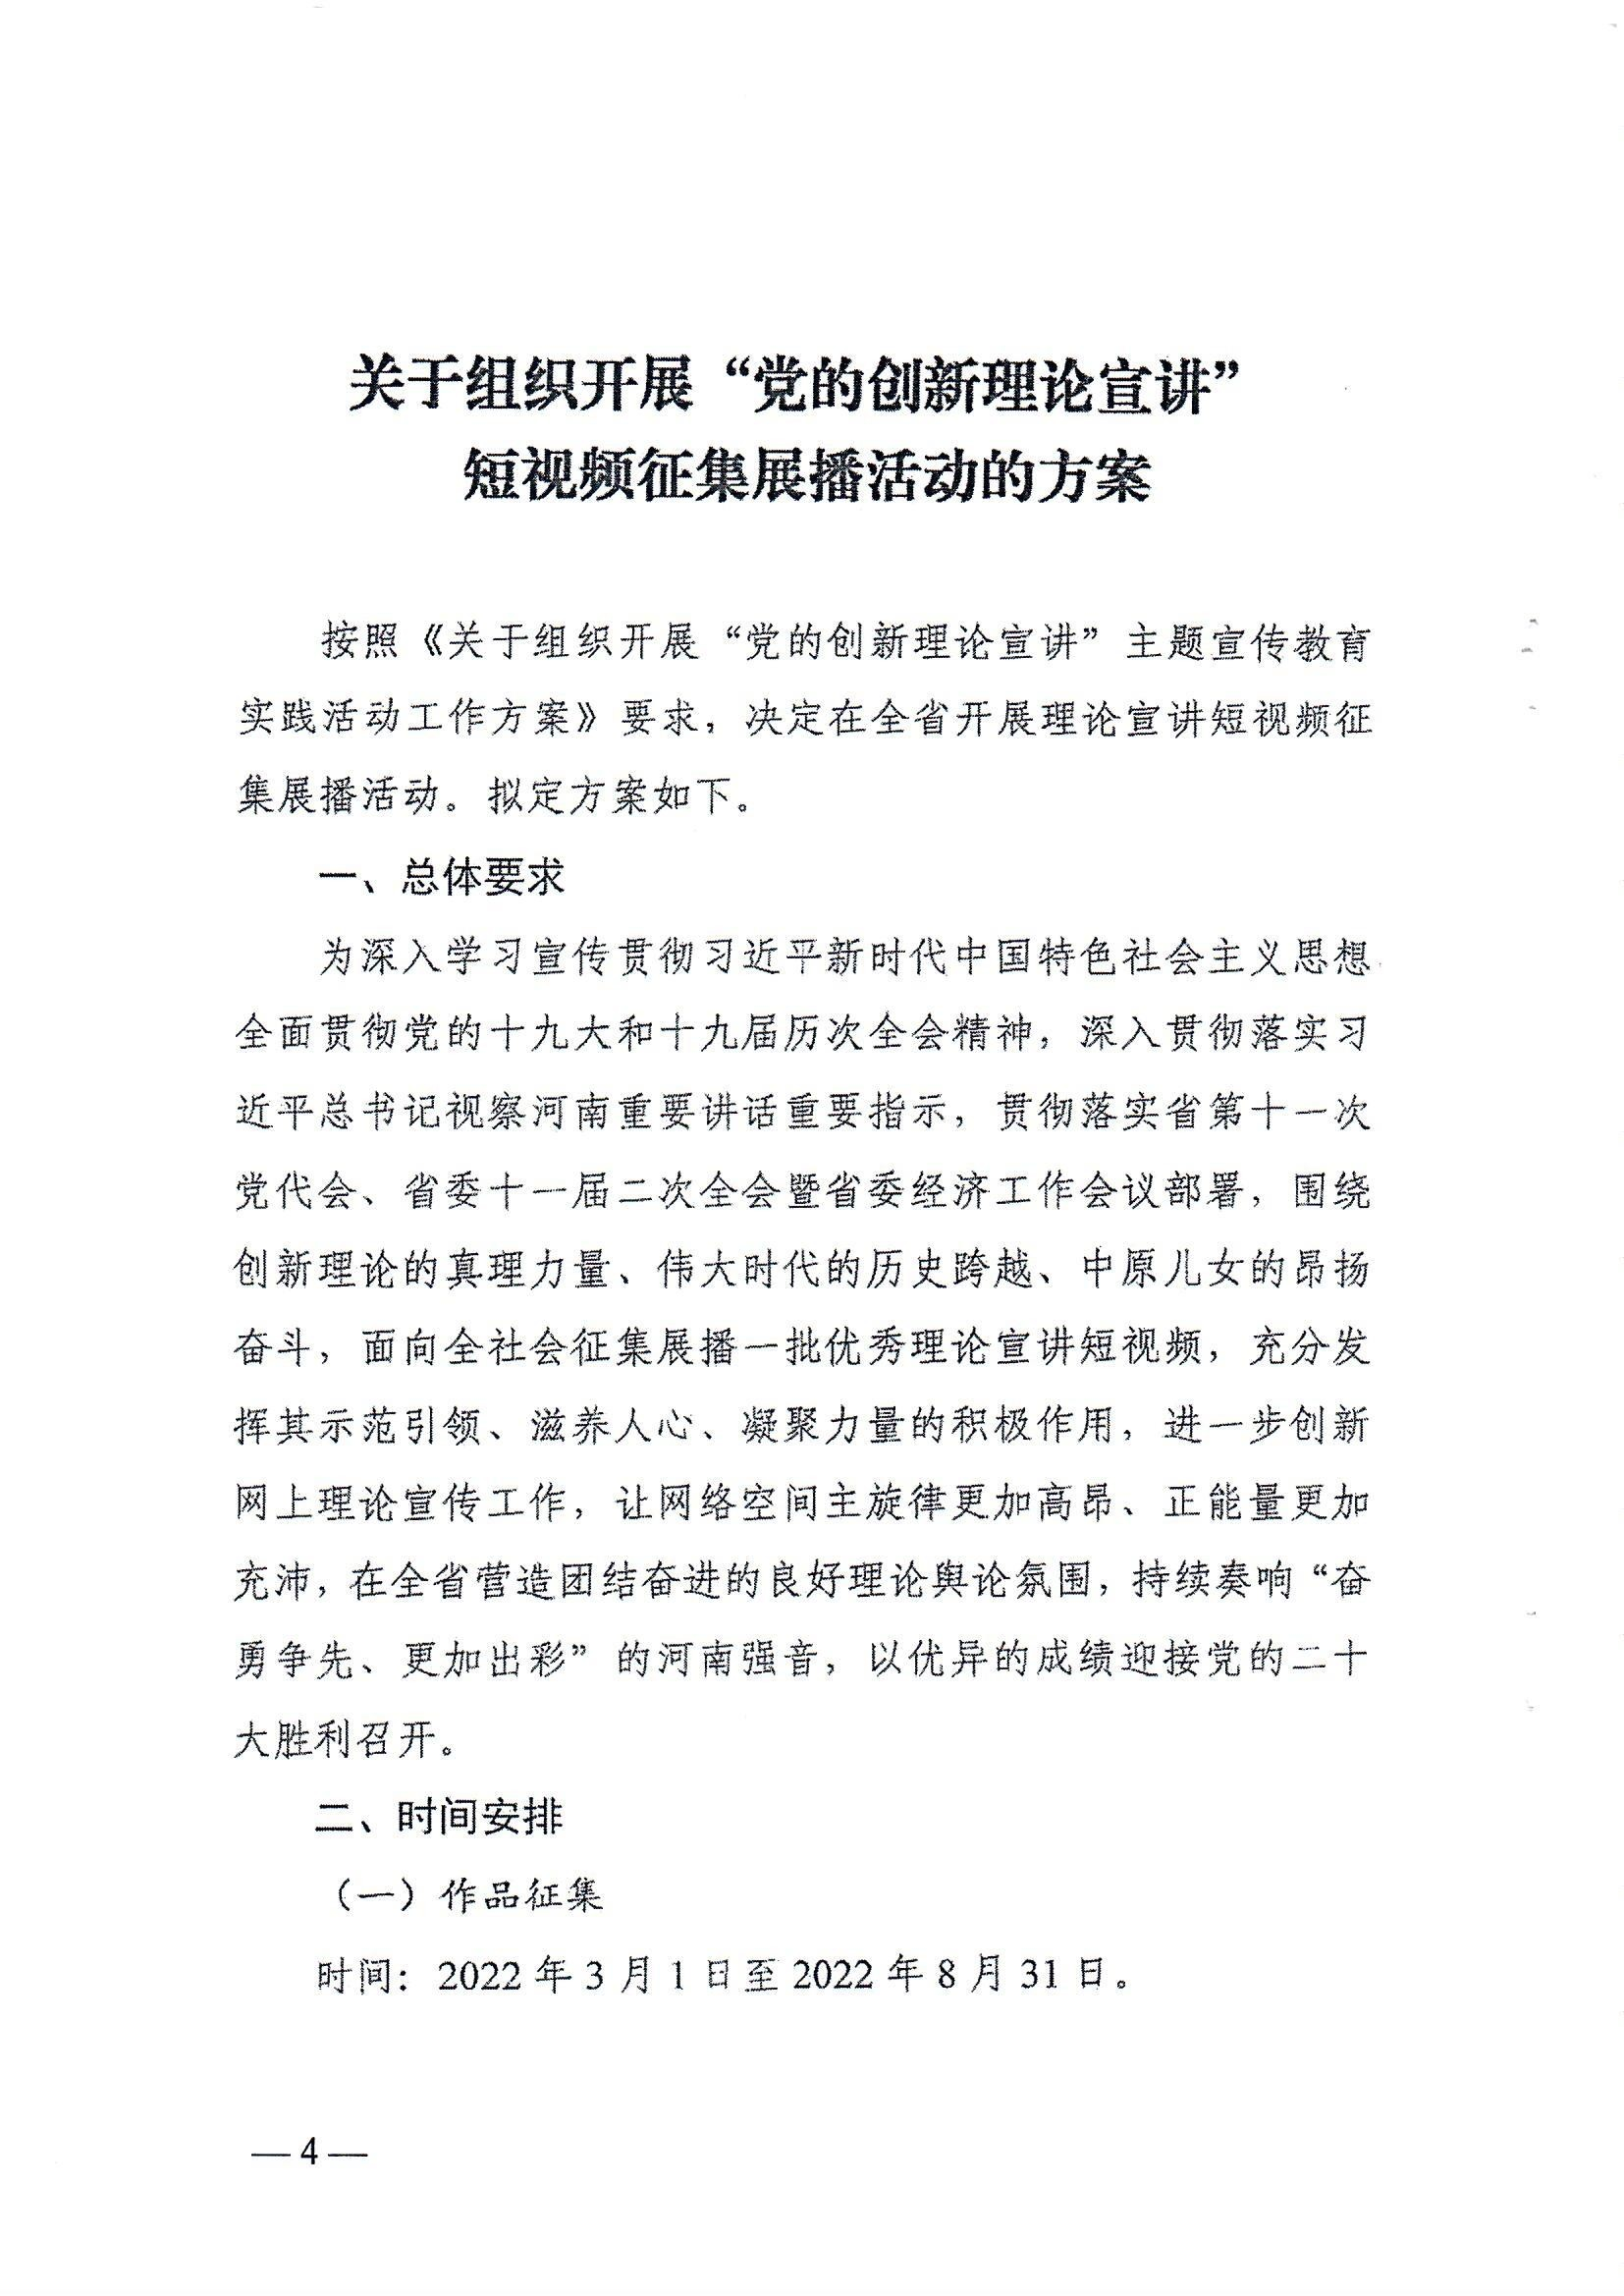 关于组织开展“党的创新理论宣讲”
短视频征集展播活动的方案
按照《关于组织开展“党的创新理论宣讲”主题宣传教育
实践活动工作方案》要求，决定在全省开展理论宣讲短视频征
集展播活动。拟定方案如下。
一、总体要求
为深入学习宣传贯彻习近平新时代中国特色社会主义思想
全面贯彻党的十九大和十九届历次全会精神，深入贯彻落实习
近平总书记视察河南重要讲话重要指示，贯彻落实省第十一次
党代会、省委十一届二次全会暨省委经济工作会议部署，围绕
创新理论的真理力量、伟大时代的历史跨越、中原儿女的昂扬
奋斗，面向全社会征集展播一批优秀理论宣讲短视频，充分发
挥其示范引领、滋养人心、凝聚力量的积极作用，进一步创新
网上理论宣传工作，让网络空间主旋律更加高昂、正能量更加
充沛，在全省营造团结奋进的良好理论舆论氛围，持续奏响“奋
勇争先、更加出彩”的河南强音，以优异的成绩迎接党的二十
大胜利召开。
二、时间安排
（一）作品征集
时间：2022年3月1日至2022年8月31日。
— 4 —